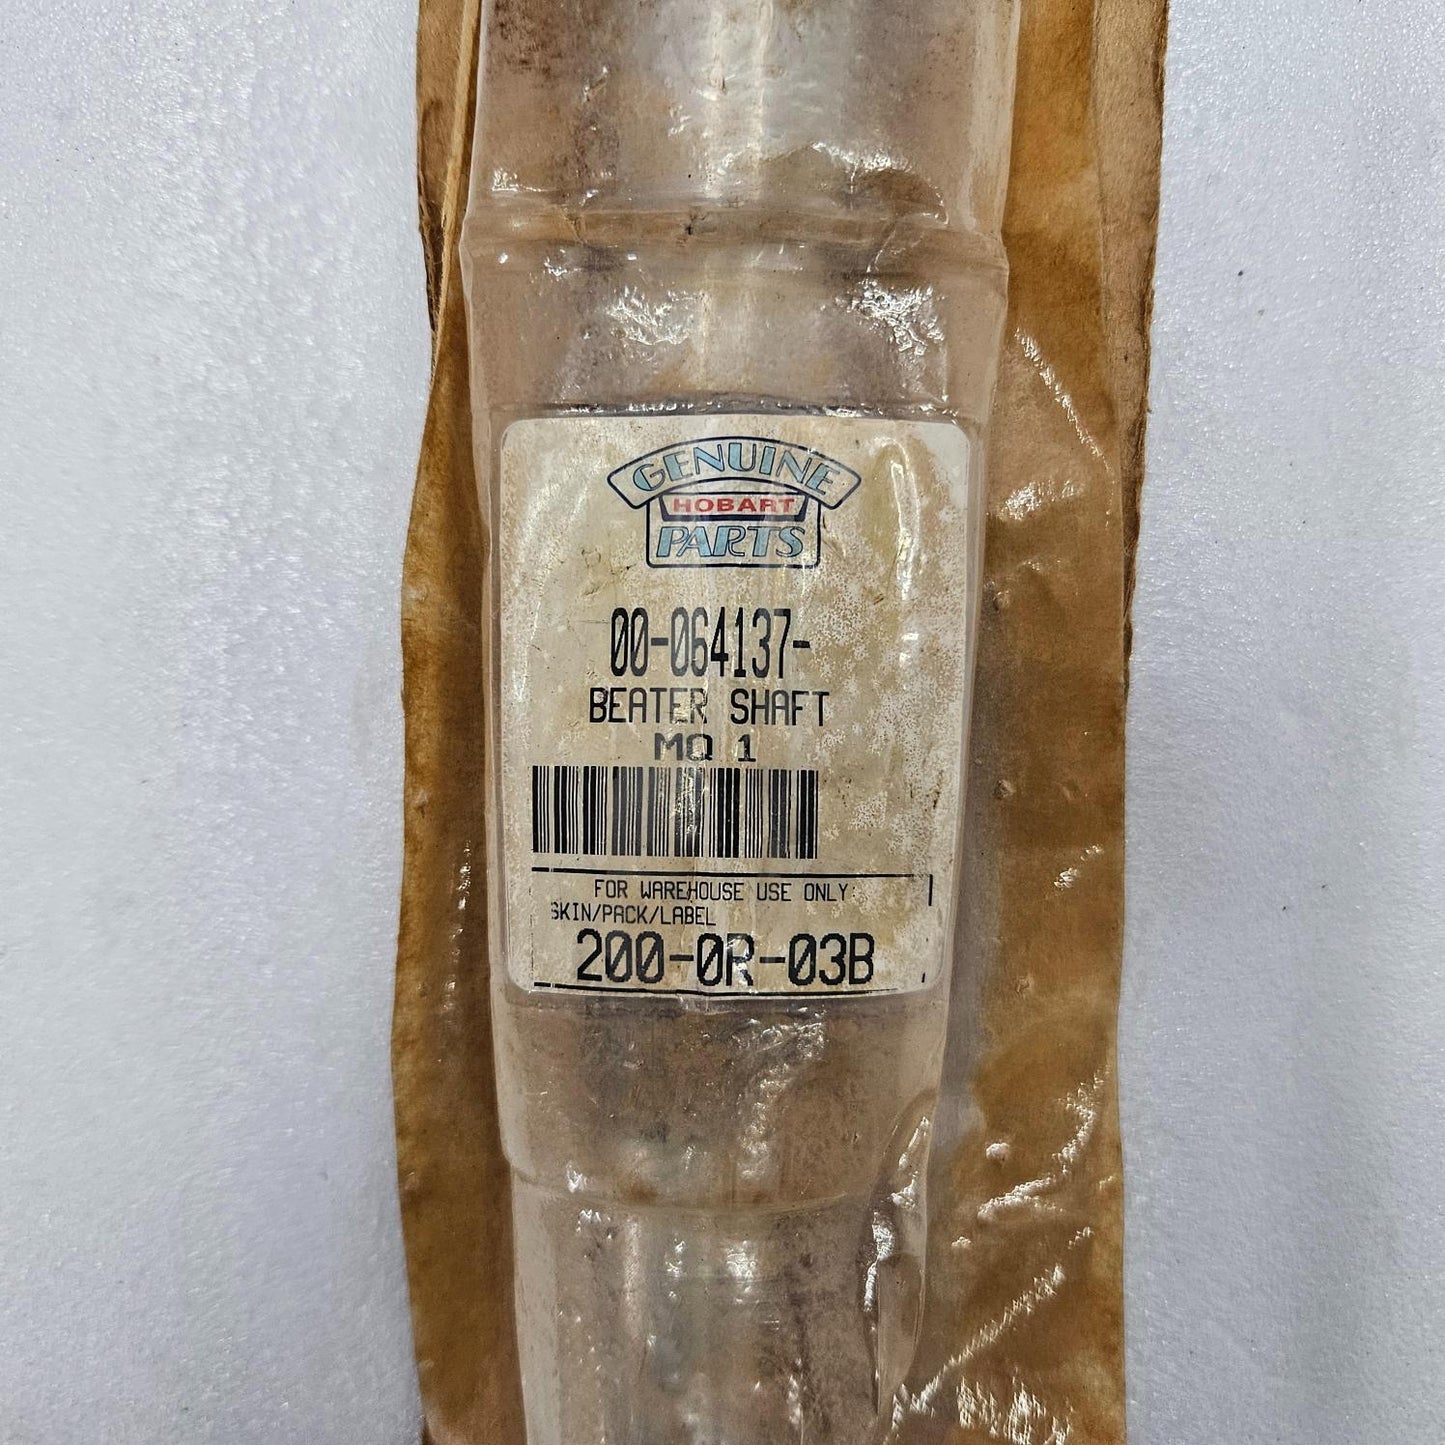 GENUINE
HOBART
PARTS
00-064137-
BEATER SHAFT
MQ 1
FOR WAREHOUSE USE ONLY
SKIN/PACK/LABEL
200-0R-03B